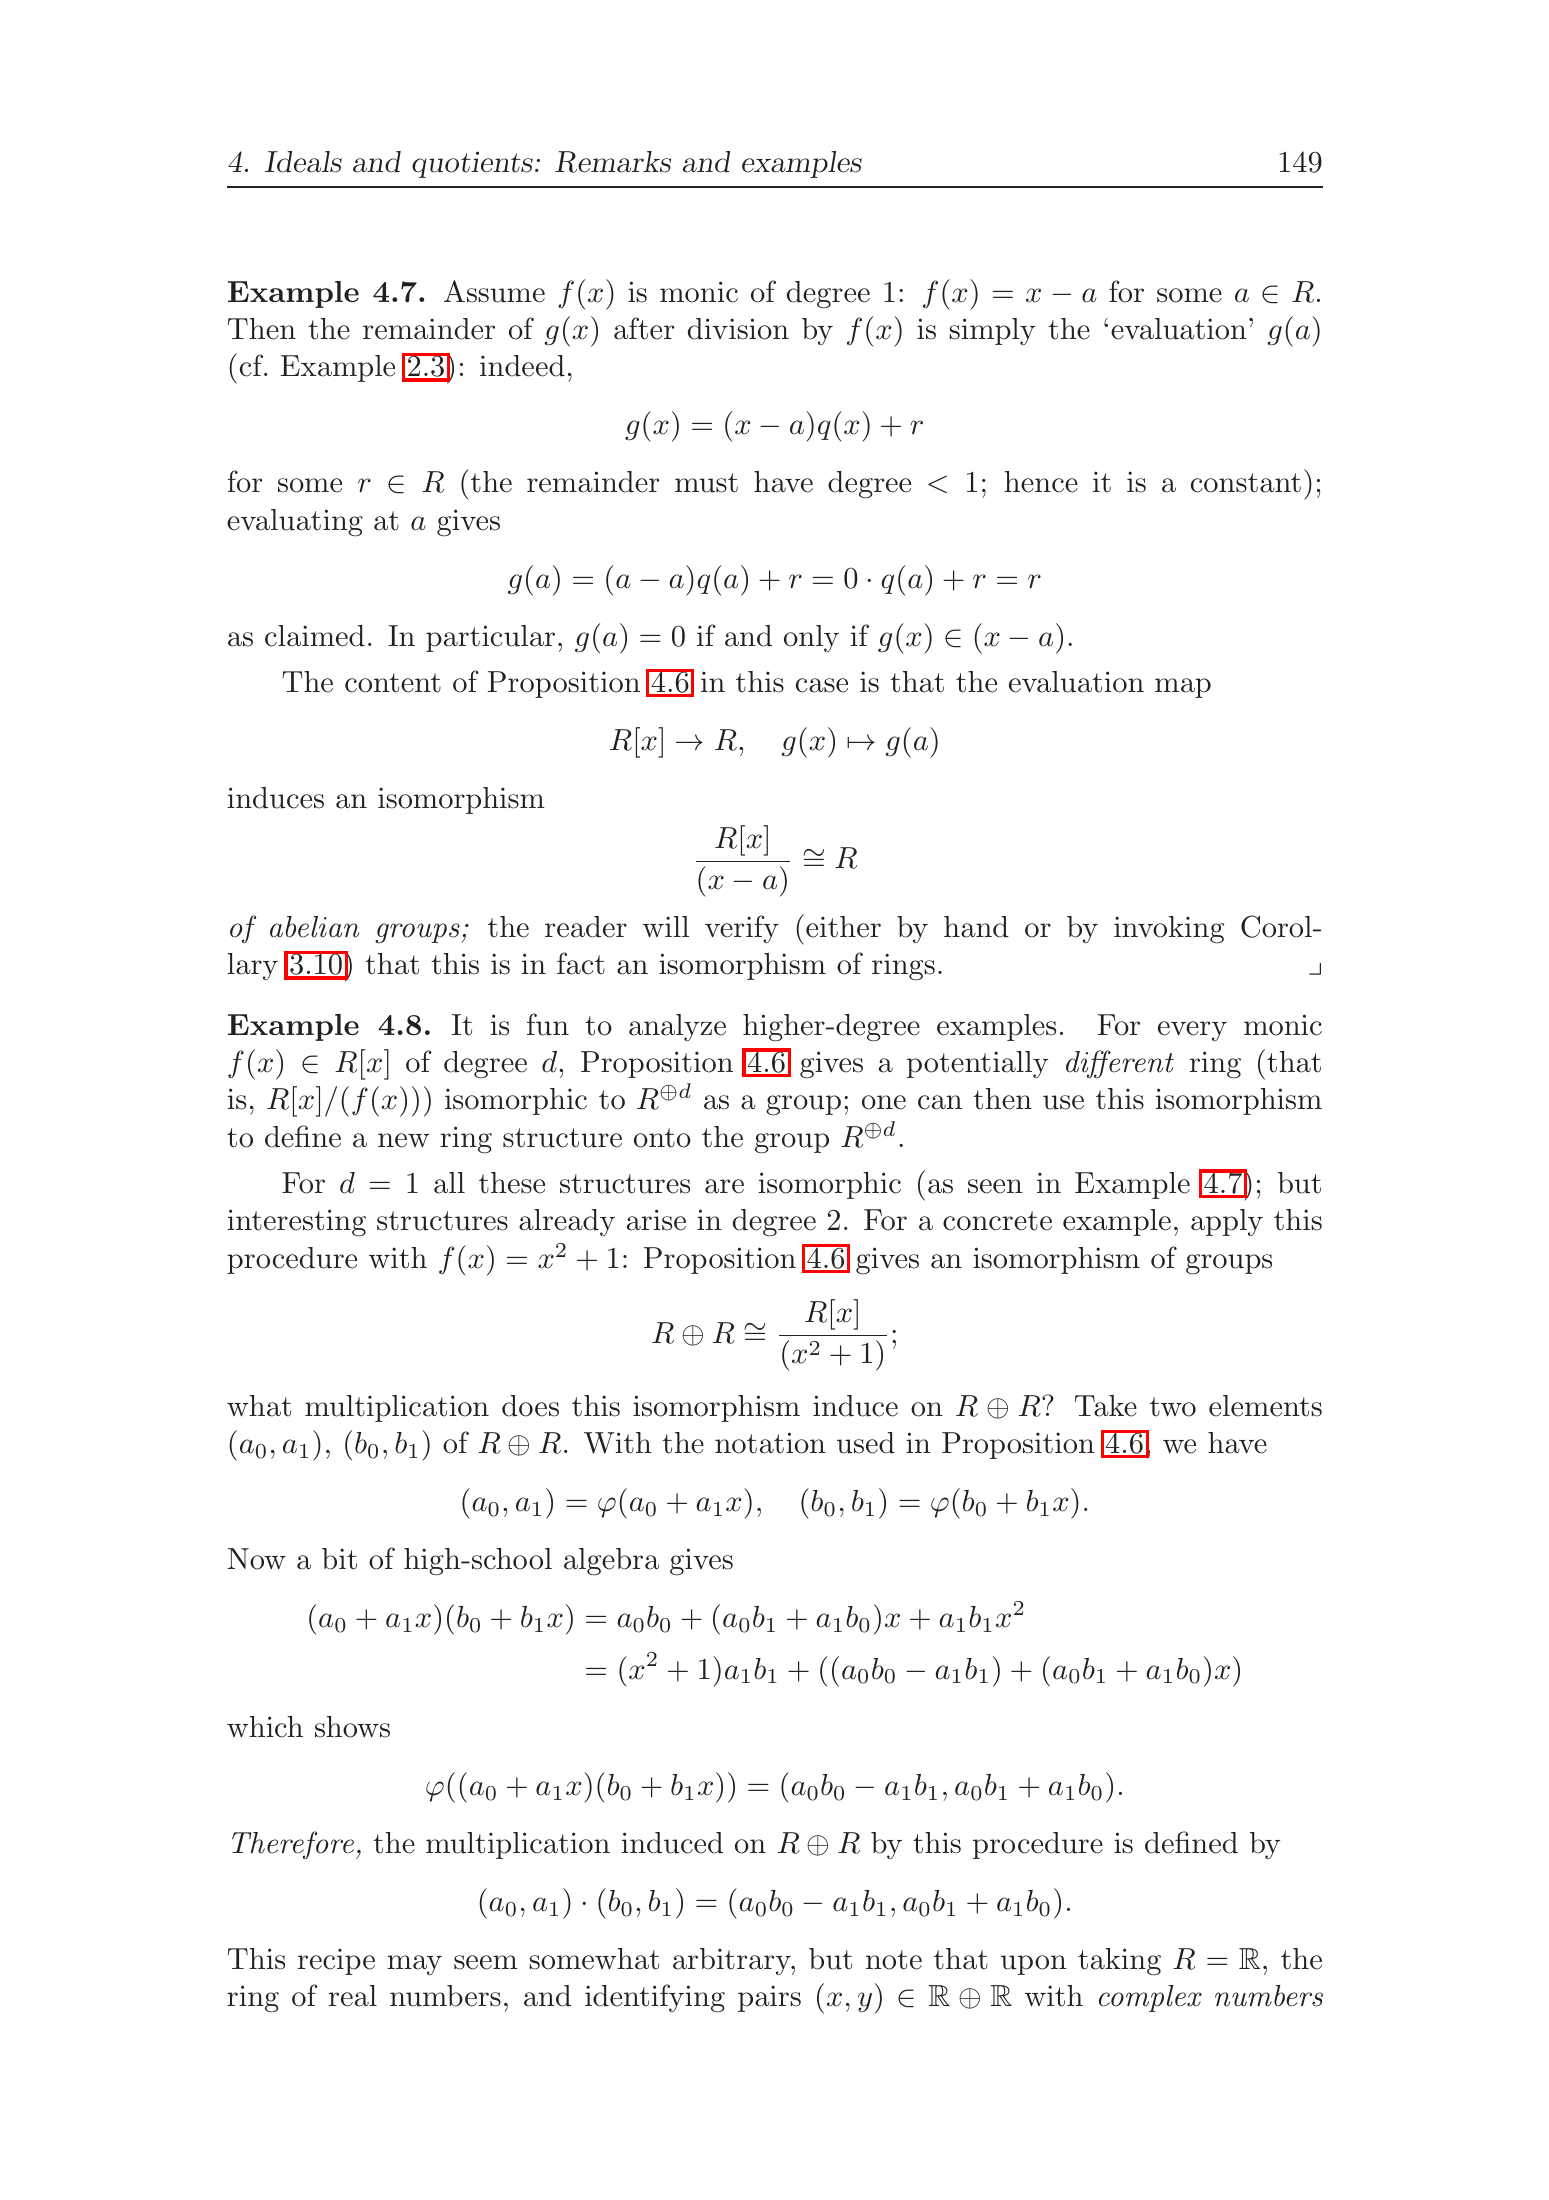 4. Ideals and quotients: Remarks and examples 149
Example 4.7. Assume f(x) is monic of degree 1: f(x) = x − a for some a ∈ R.
Then the remainder of g(x) after division by f(x) is simply the ‘evaluation’ g(a)
(cf. Example 2.3): indeed,
g(x) = (x − a)q(x) + r
for some r ∈ R (the remainder must have degree < 1; hence it is a constant);
evaluating at a gives
g(a) = (a − a)q(a) + r = 0 · q(a) + r = r
as claimed. In particular, g(a) = 0 if and only if g(x) ∈ (x − a).
The content of Proposition 4.6 in this case is that the evaluation map
R[x] → R, g(x) ↦ g(a)
induces an isomorphism
R[x]
(x − a) ≅ R
of abelian groups; the reader will verify (either by hand or by invoking Corol-
lary 3.10) that this is in fact an isomorphism of rings. ⌟
Example 4.8. It is fun to analyze higher-degree examples. For every monic
f(x) ∈ R[x] of degree d, Proposition 4.6 gives a potentially different ring (that
is, R[x]/(f(x))) isomorphic to R^{⊕d} as a group; one can then use this isomorphism
to define a new ring structure onto the group R^{⊕d}.
For d = 1 all these structures are isomorphic (as seen in Example 4.7); but
interesting structures already arise in degree 2. For a concrete example, apply this
procedure with f(x) = x² + 1: Proposition 4.6 gives an isomorphism of groups
R[x]
R ⊕ R ≅ (x² + 1);
what multiplication does this isomorphism induce on R ⊕ R? Take two elements
(a₀, a₁), (b₀, b₁) of R ⊕ R. With the notation used in Proposition 4.6, we have
(a₀, a₁) = φ(a₀ + a₁x), (b₀, b₁) = φ(b₀ + b₁x).
Now a bit of high-school algebra gives
(a₀ + a₁x)(b₀ + b₁x) = a₀b₀ + (a₀b₁ + a₁b₀)x + a₁b₁x²
= (x² + 1)a₁b₁ + ((a₀b₀ − a₁b₁) + (a₀b₁ + a₁b₀)x)
which shows
φ((a₀ + a₁x)(b₀ + b₁x)) = (a₀b₀ − a₁b₁, a₀b₁ + a₁b₀).
Therefore, the multiplication induced on R ⊕ R by this procedure is defined by
(a₀, a₁) · (b₀, b₁) = (a₀b₀ − a₁b₁, a₀b₁ + a₁b₀).
This recipe may seem somewhat arbitrary, but note that upon taking R = ℝ, the
ring of real numbers, and identifying pairs (x, y) ∈ ℝ ⊕ ℝ with complex numbers